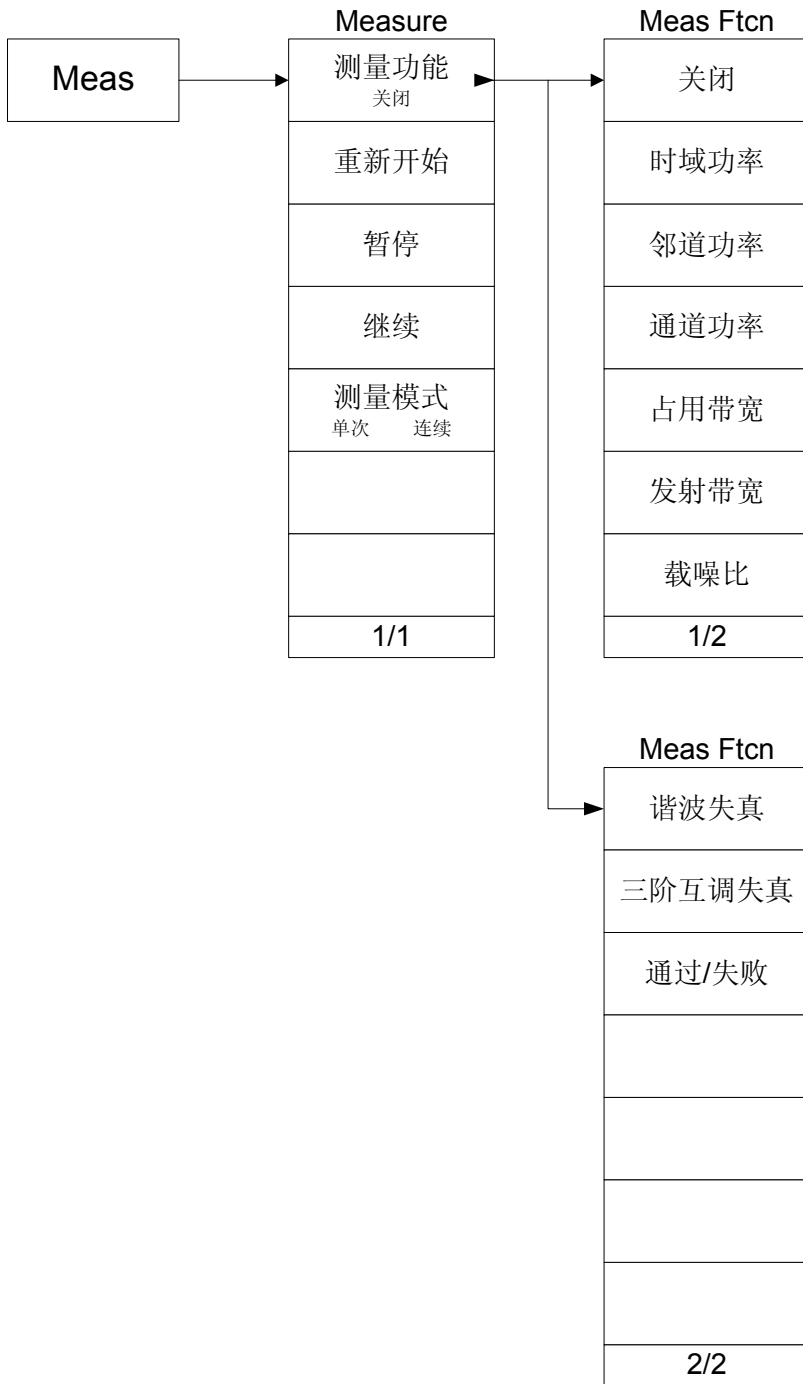 Meas
Measure
测量功能
关闭
重新开始
暂停
继续
测量模式
单次 连续
1/1
Meas Ftcn
关闭
时域功率
邻道功率
通道功率
占用带宽
发射带宽
载噪比
1/2
Meas Ftcn
谐波失真
三阶互调失真
通过/失败
2/2